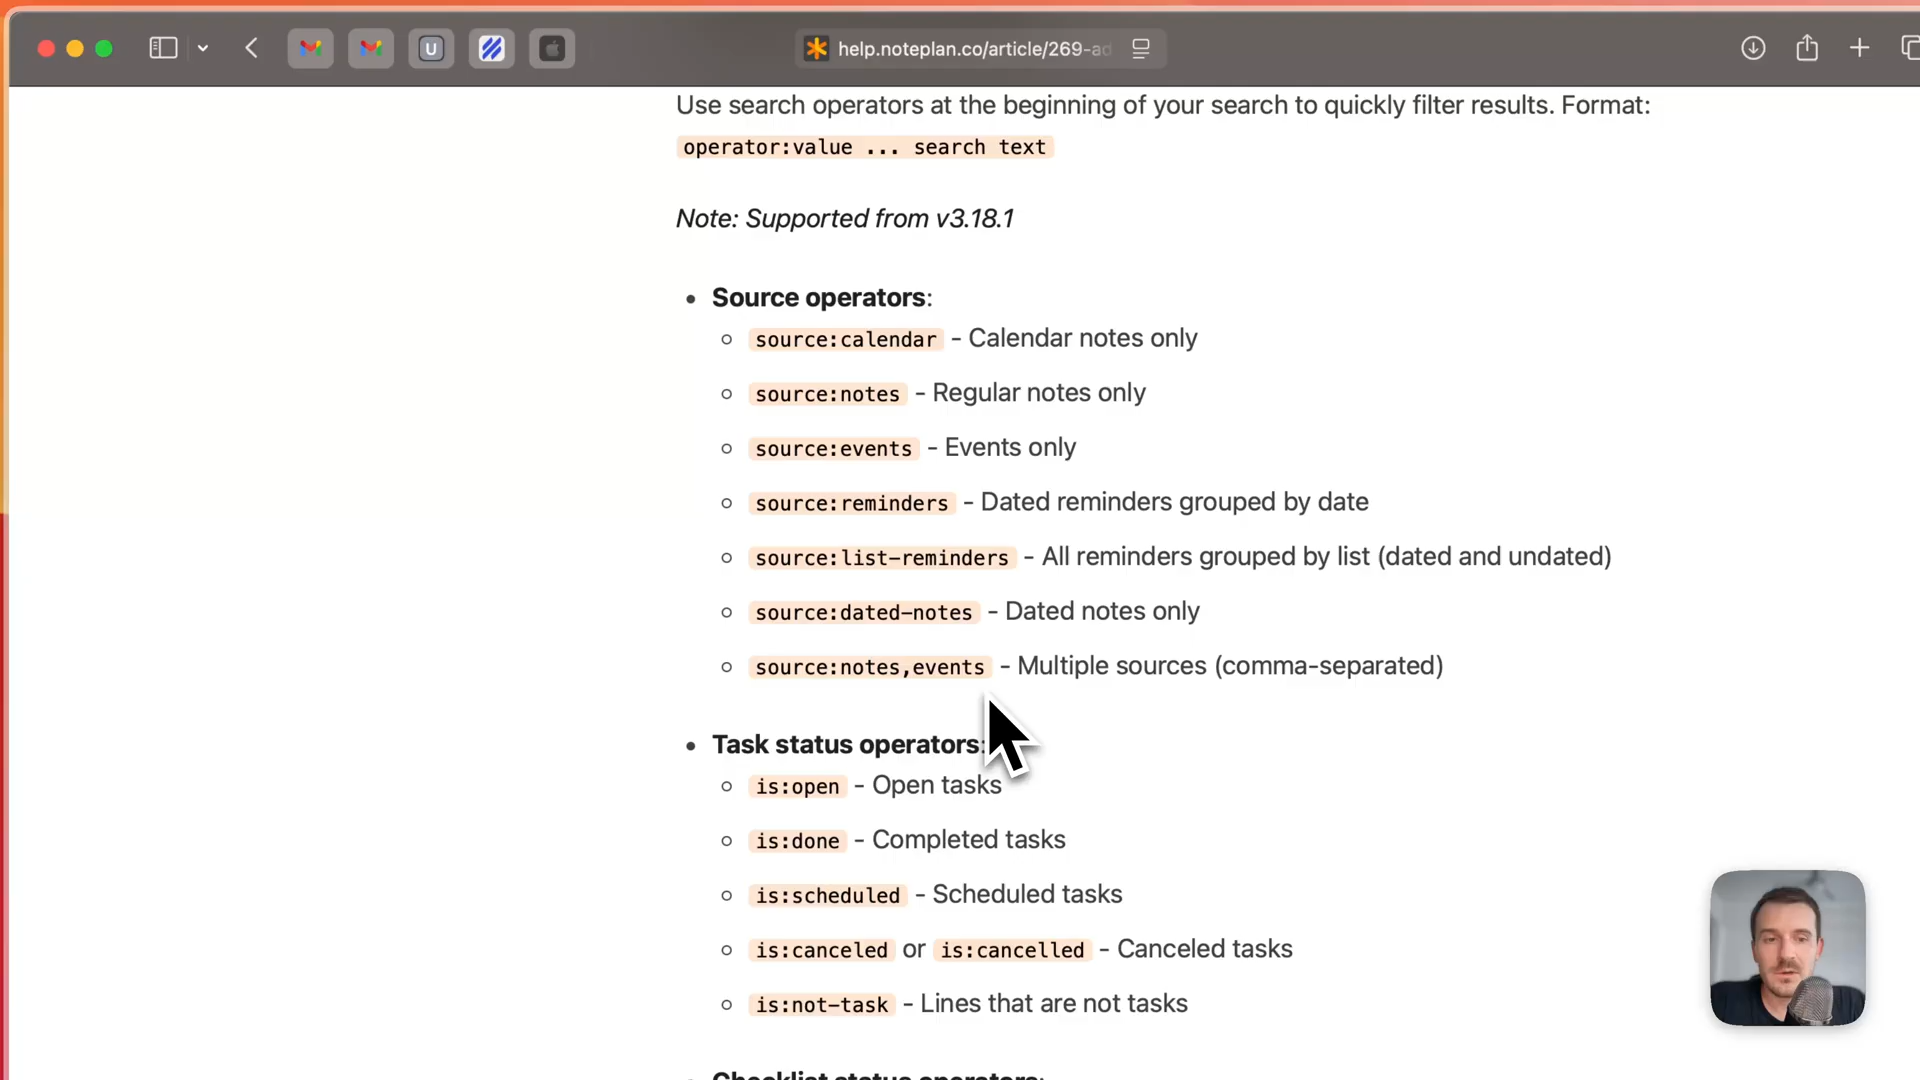 U
help.noteplan.co/article/269-ad
Use search operators at the beginning of your search to quickly filter results. Format:
operator:value ... search text
Note: Supported from v3.18.1
Source operators:
source:calendar - Calendar notes only
source:notes - Regular notes only
source:events - Events only
source:reminders - Dated reminders grouped by date
source:list-reminders - All reminders grouped by list (dated and undated)
source:dated-notes - Dated notes only
source:notes,events - Multiple sources (comma-separated)
Task status operators:
is:open - Open tasks
is:done - Completed tasks
is:scheduled - Scheduled tasks
is:canceled or is:cancelled - Canceled tasks
is:not-task - Lines that are not tasks
Checklist status operators: